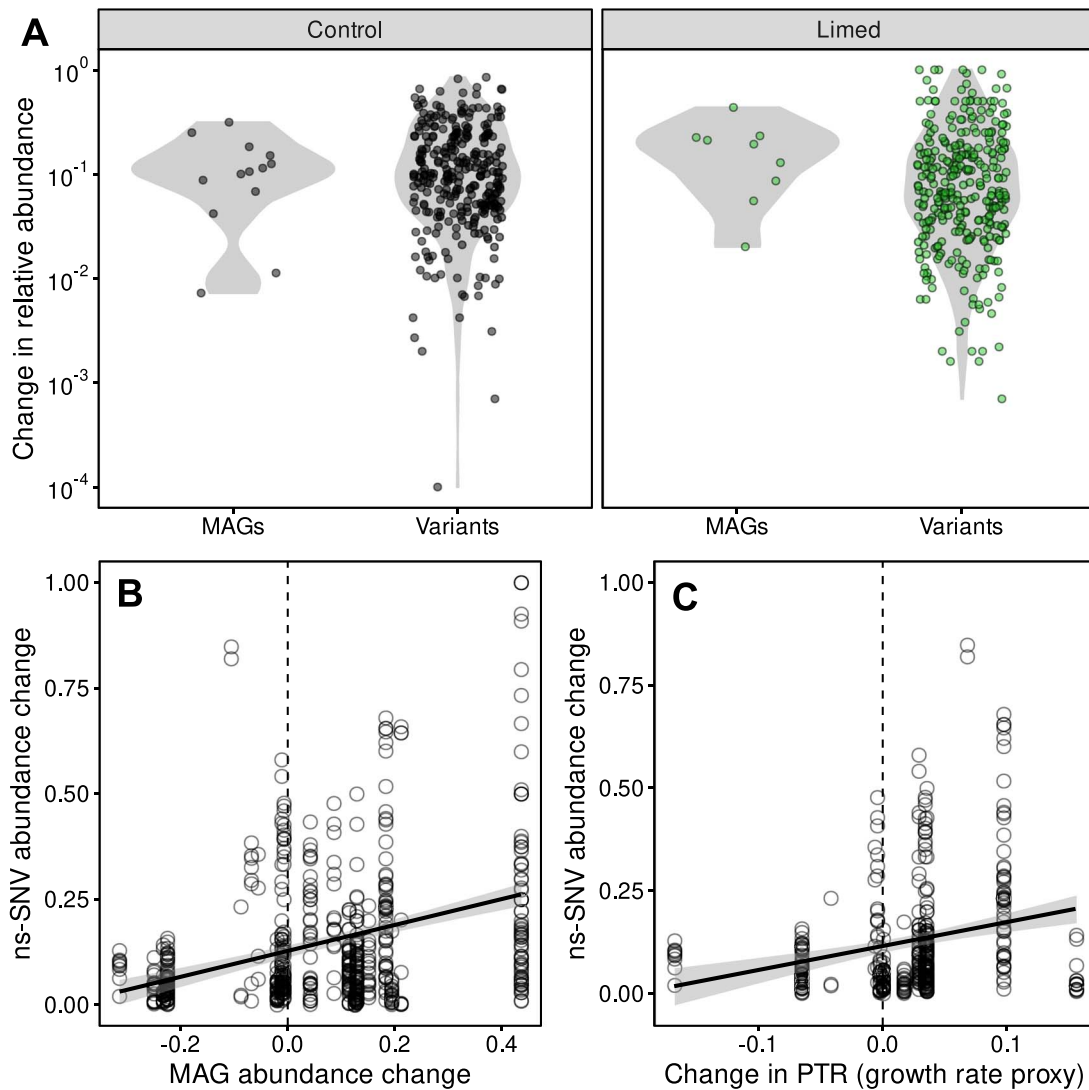 A
Control
Limed
Change in relative abundance
10^0
10^-1
10^-2
10^-3
10^-4
MAGs
Variants
MAGs
Variants
B
ns-SNV abundance change
1.00
0.75
0.50
0.25
0.00
-0.2
0.0
0.2
0.4
MAG abundance change
C
ns-SNV abundance change
1.00
0.75
0.50
0.25
0.00
-0.1
0.0
0.1
Change in PTR (growth rate proxy)